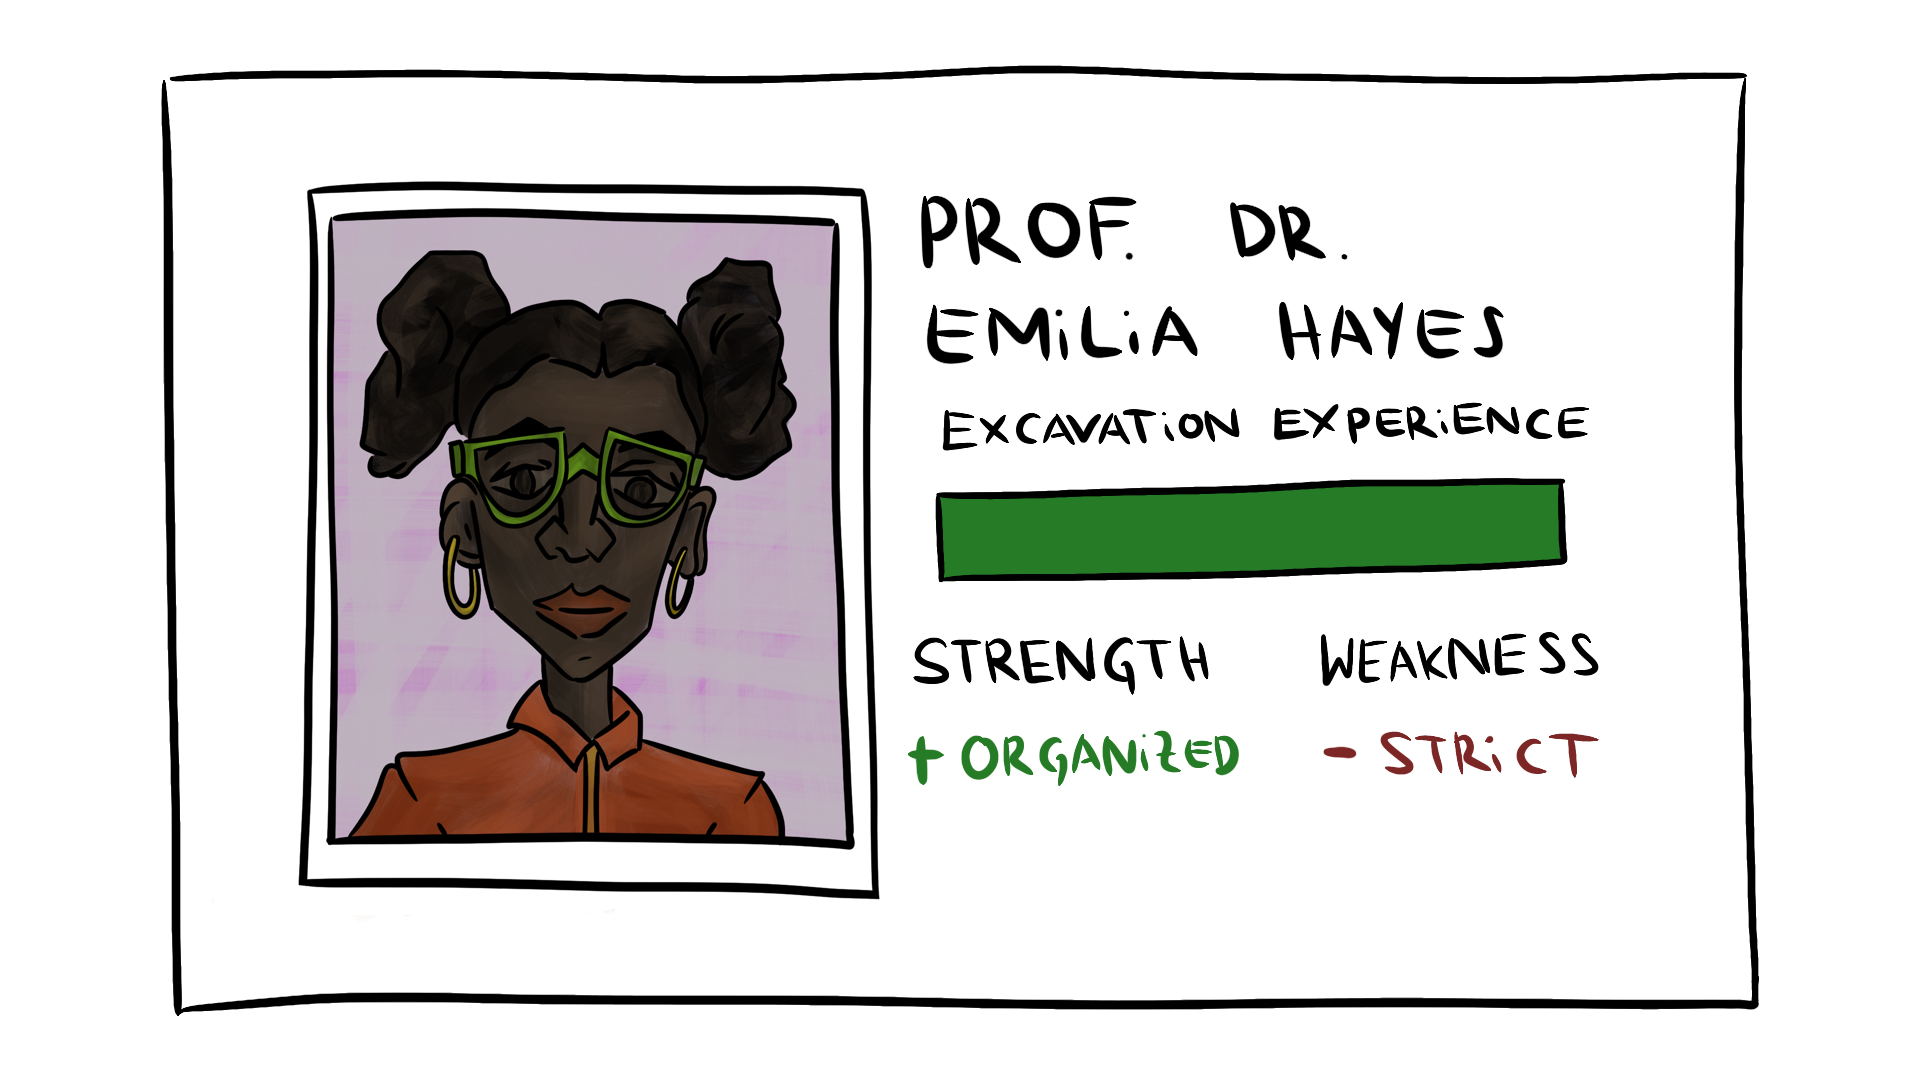 PROF. DR.
EMiLiA HAYES
EXCAVATiON EXPERiENCE
STRENGTH WEAKNESS
+ ORGANiZED - STRiCT